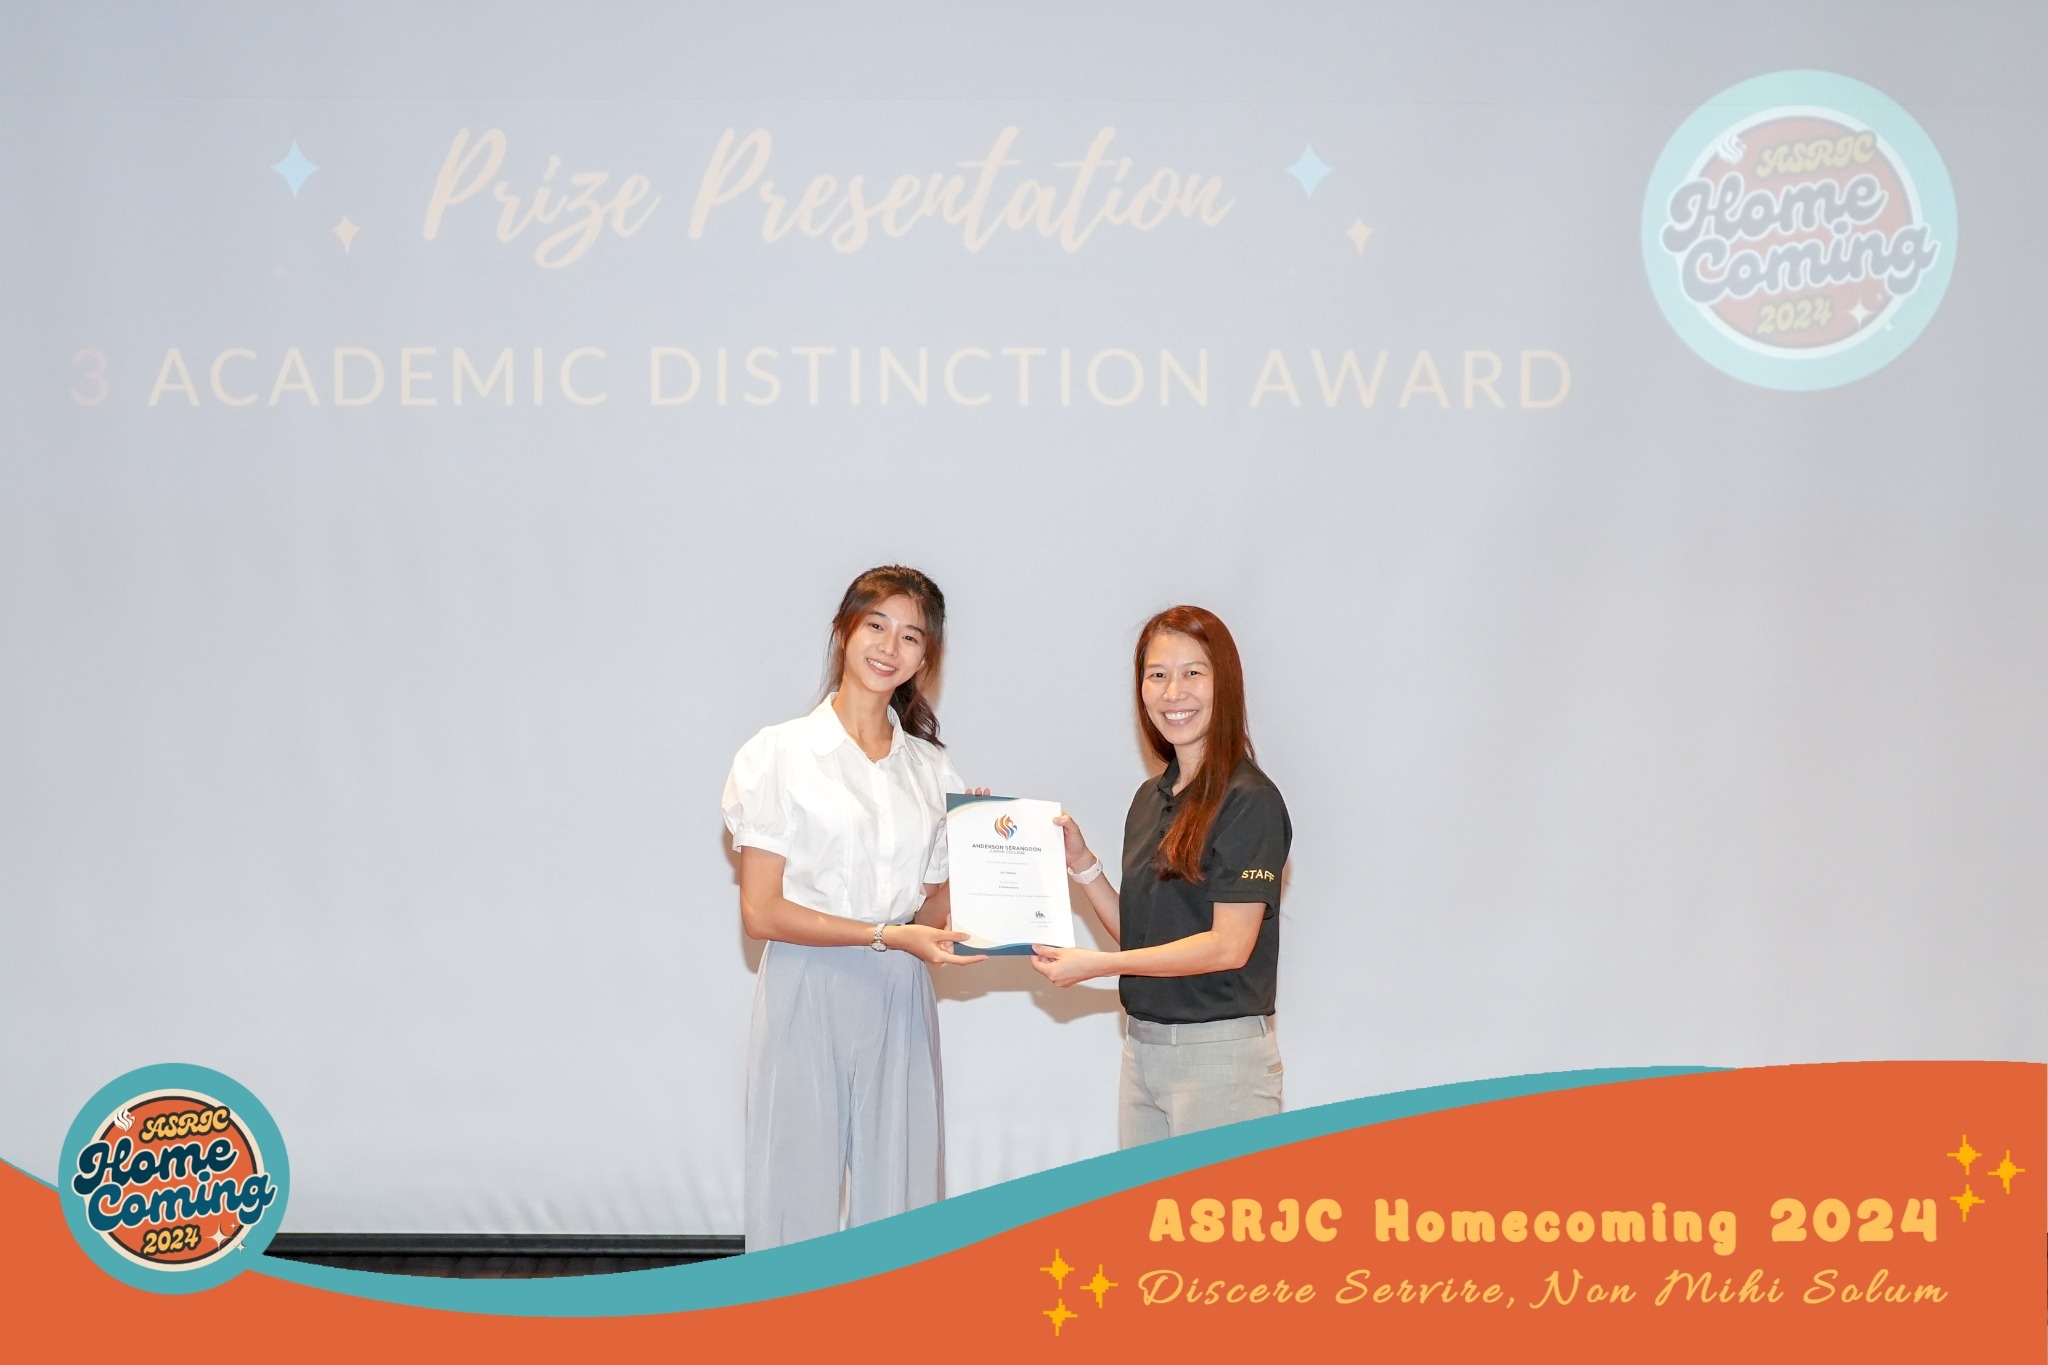 Prize Presentation
3 ACADEMIC DISTINCTION AWARD
ASRJC
Home
Coming
2024
ANDERSON SERANGOON
JUNIOR COLLEGE
STAFF
ASRJC
Home
Coming
2024
ASRJC Homecoming 2024
Discere Servire, Non Mihi Solum